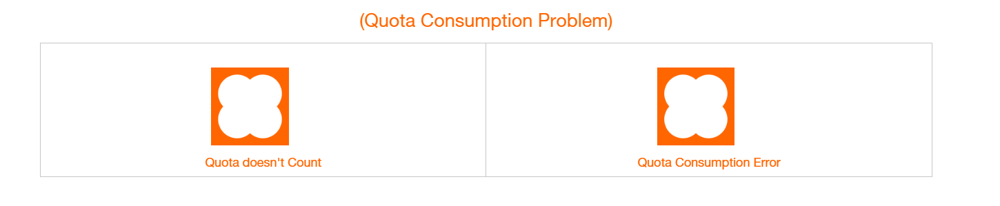 (Quota Consumption Problem)
Quota doesn't Count
Quota Consumption Error